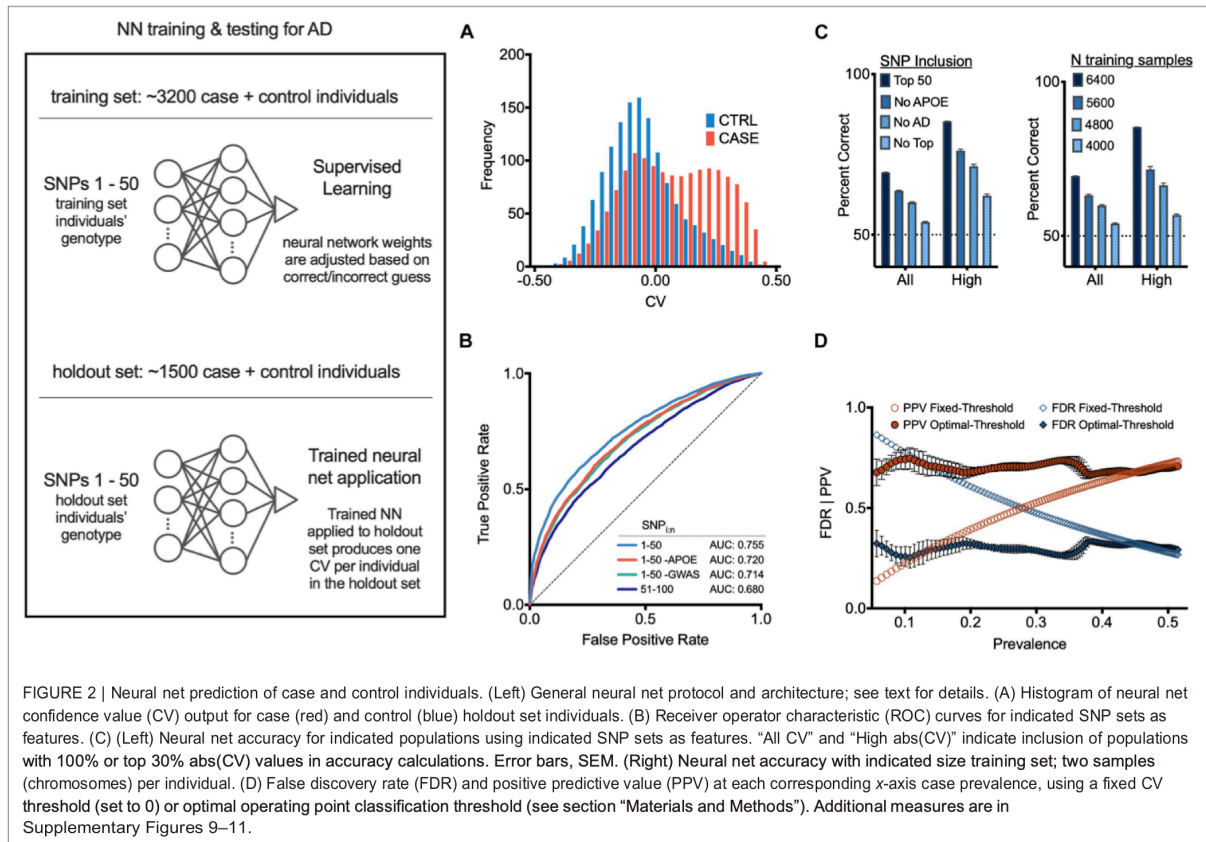 NN training & testing for AD
training set: ~3200 case + control individuals
SNPs 1 - 50
training set
individuals'
genotype
Supervised
Learning
neural network weights
are adjusted based on
correct/incorrect guess
holdout set: ~1500 case + control individuals
SNPs 1 - 50
holdout set
individuals'
genotype
Trained neural
net application
Trained NN
applied to holdout
set produces one
CV per individual
in the holdout set
A
200
150
100
50
0
Frequency
CTRL
CASE
-0.50
0.00
0.50
CV
B
1.0
0.5
0.0
True Positive Rate
SNPi:n
1-50 AUC: 0.755
1-50 -APOE AUC: 0.720
1-50 -GWAS AUC: 0.714
51-100 AUC: 0.680
0.0
0.5
1.0
False Positive Rate
C
SNP Inclusion
Top 50
No APOE
No AD
No Top
100
50
Percent Correct
All
High
N training samples
6400
5600
4800
4000
100
50
Percent Correct
All
High
D
PPV Fixed-Threshold
FDR Fixed-Threshold
PPV Optimal-Threshold
FDR Optimal-Threshold
1.0
0.5
0.0
FDR | PPV
0.1
0.2
0.3
0.4
0.5
Prevalence
FIGURE 2 | Neural net prediction of case and control individuals. (Left) General neural net protocol and architecture; see text for details. (A) Histogram of neural net
confidence value (CV) output for case (red) and control (blue) holdout set individuals. (B) Receiver operator characteristic (ROC) curves for indicated SNP sets as
features. (C) (Left) Neural net accuracy for indicated populations using indicated SNP sets as features. “All CV” and “High abs(CV)” indicate inclusion of populations
with 100% or top 30% abs(CV) values in accuracy calculations. Error bars, SEM. (Right) Neural net accuracy with indicated size training set; two samples
(chromosomes) per individual. (D) False discovery rate (FDR) and positive predictive value (PPV) at each corresponding x-axis case prevalence, using a fixed CV
threshold (set to 0) or optimal operating point classification threshold (see section “Materials and Methods”). Additional measures are in
Supplementary Figures 9–11.